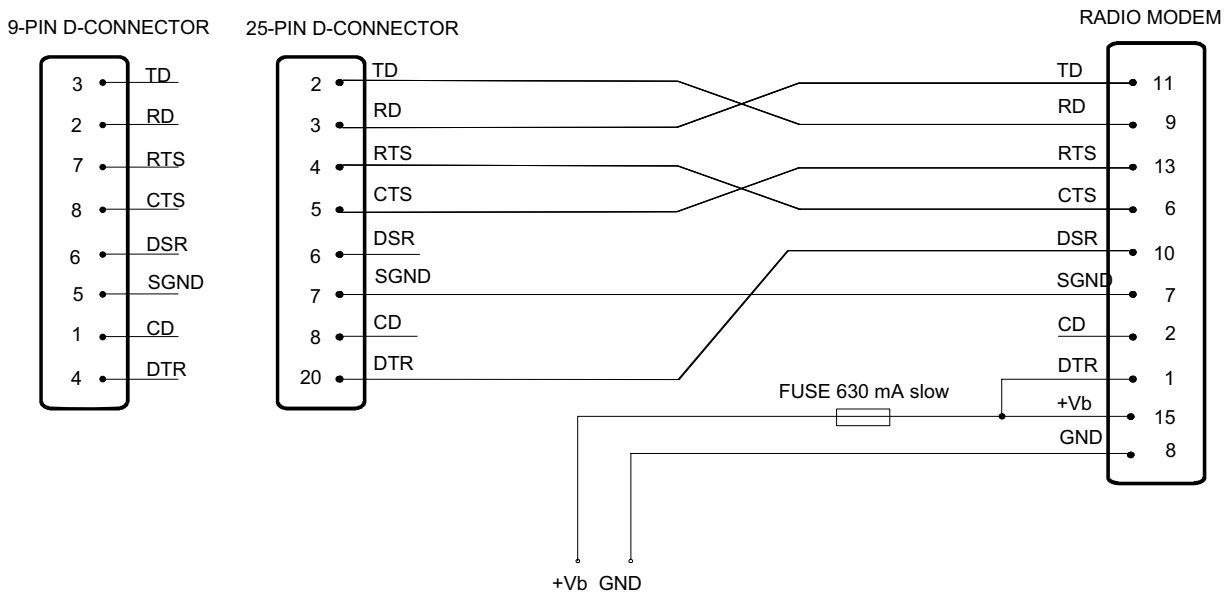 RADIO MODEM
9-PIN D-CONNECTOR
25-PIN D-CONNECTOR
3 TD
2 RD
7 RTS
8 CTS
6 DSR
5 SGND
1 CD
4 DTR
2 TD
3 RD
4 RTS
5 CTS
6 DSR
7 SGND
8 CD
20 DTR
TD 11
RD 9
RTS 13
CTS 6
DSR 10
SGND 7
CD 2
DTR 1
FUSE 630 mA slow
+Vb 15
GND 8
+Vb GND